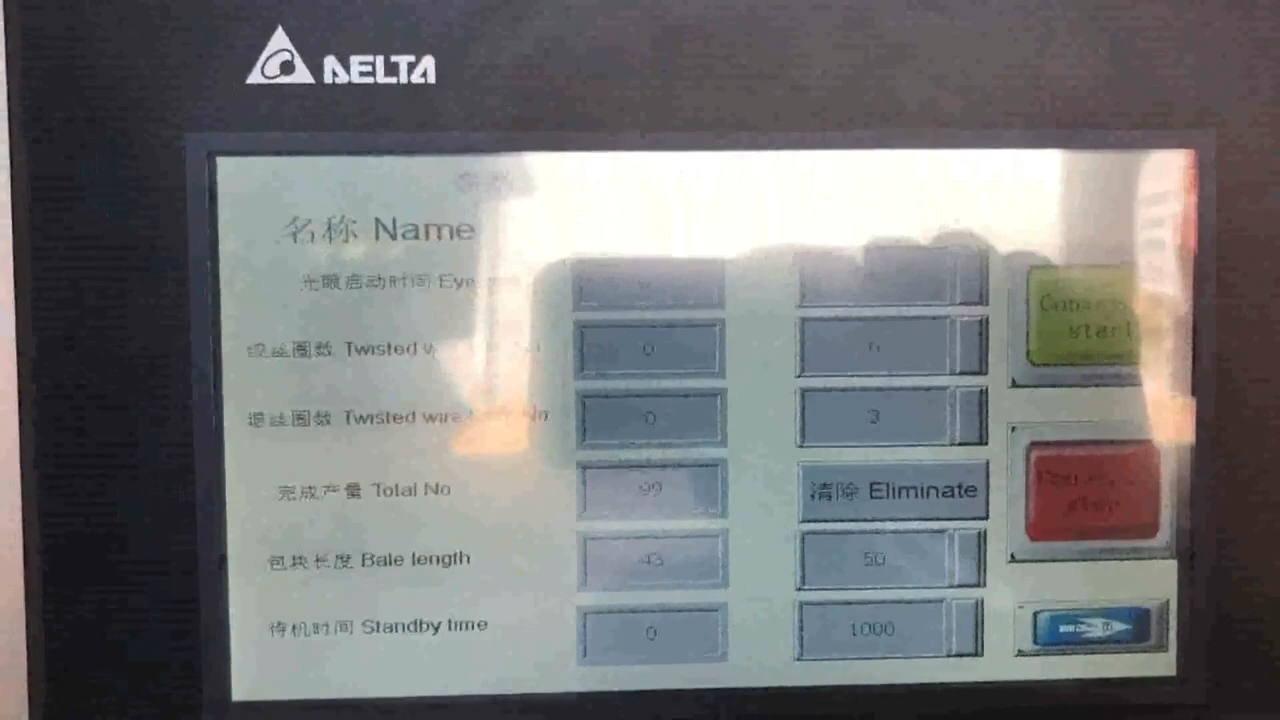 DELTA
名称 Name
光眼启动时间 Eye
绞丝圈数 Twisted
0
退丝圈数 Twisted wire
0
3
完成产量 Total No
99
清除 Eliminate
包块长度 Bale length
43
50
待机时间 Standby time
0
1000
start
stop